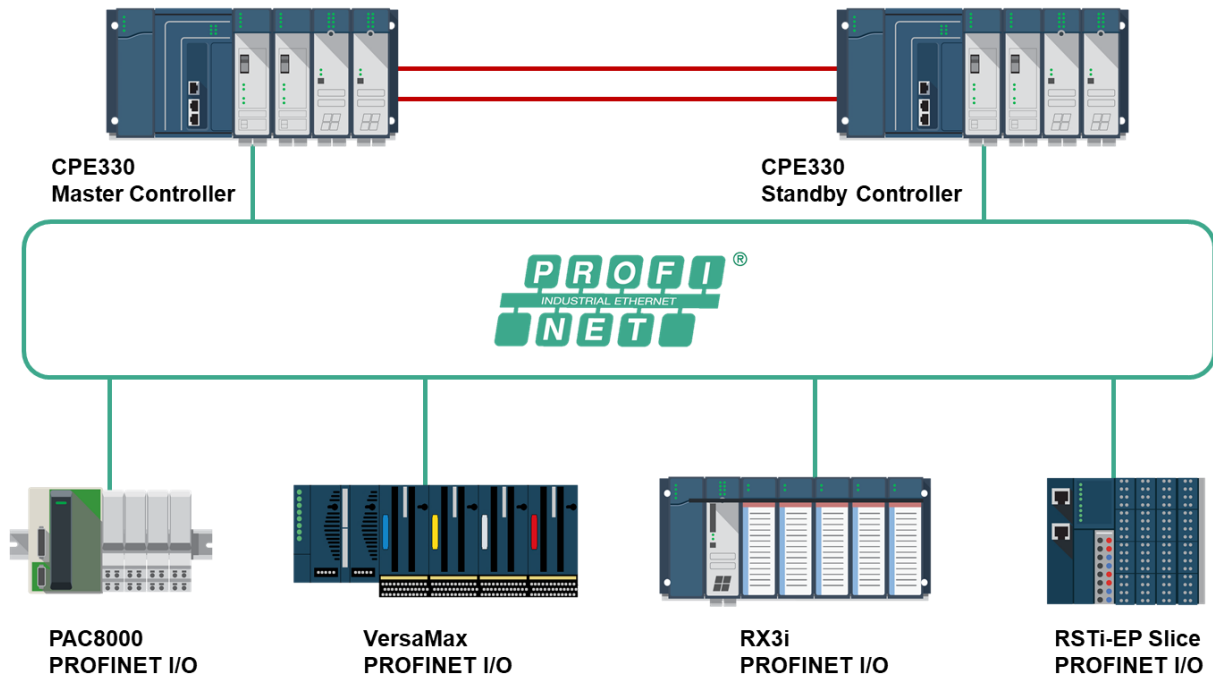 CPE330
Master Controller
CPE330
Standby Controller
PROFI®
INDUSTRIAL ETHERNET
NET
PAC8000
PROFINET I/O
VersaMax
PROFINET I/O
RX3i
PROFINET I/O
RSTi-EP Slice
PROFINET I/O